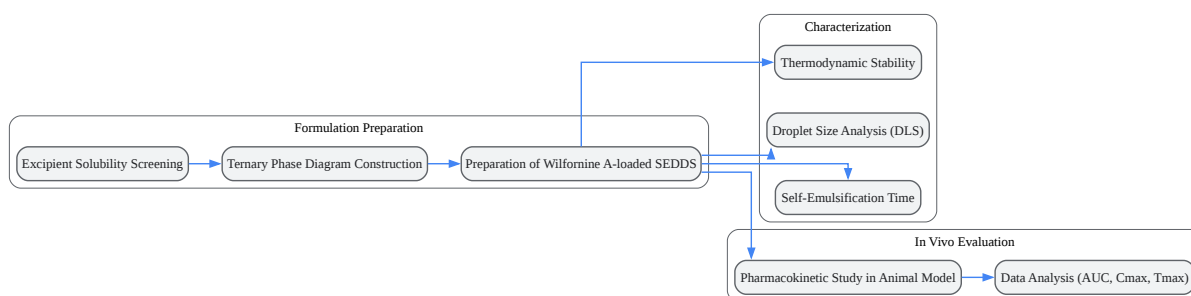 Characterization
Thermodynamic Stability
Droplet Size Analysis (DLS)
Self-Emulsification Time
Formulation Preparation
Excipient Solubility Screening
Ternary Phase Diagram Construction
Preparation of Wilfornine A-loaded SEDDS
In Vivo Evaluation
Pharmacokinetic Study in Animal Model
Data Analysis (AUC, Cmax, Tmax)